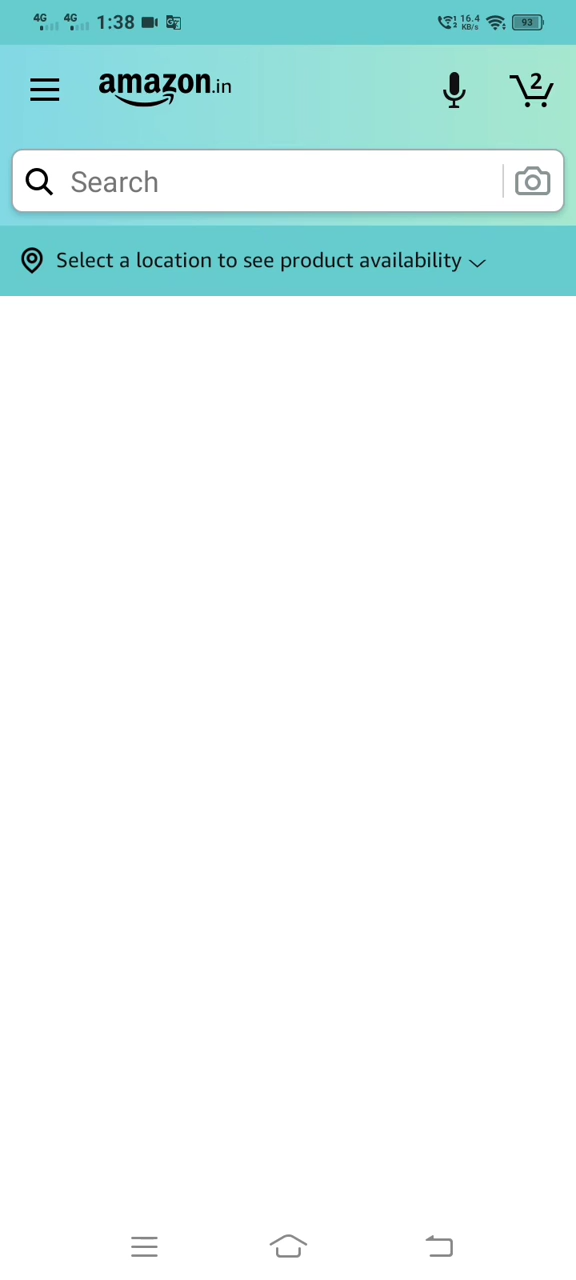 4G 4G 1:38 16.4 KB/s 93
amazon.in 2
Search
Select a location to see product availability